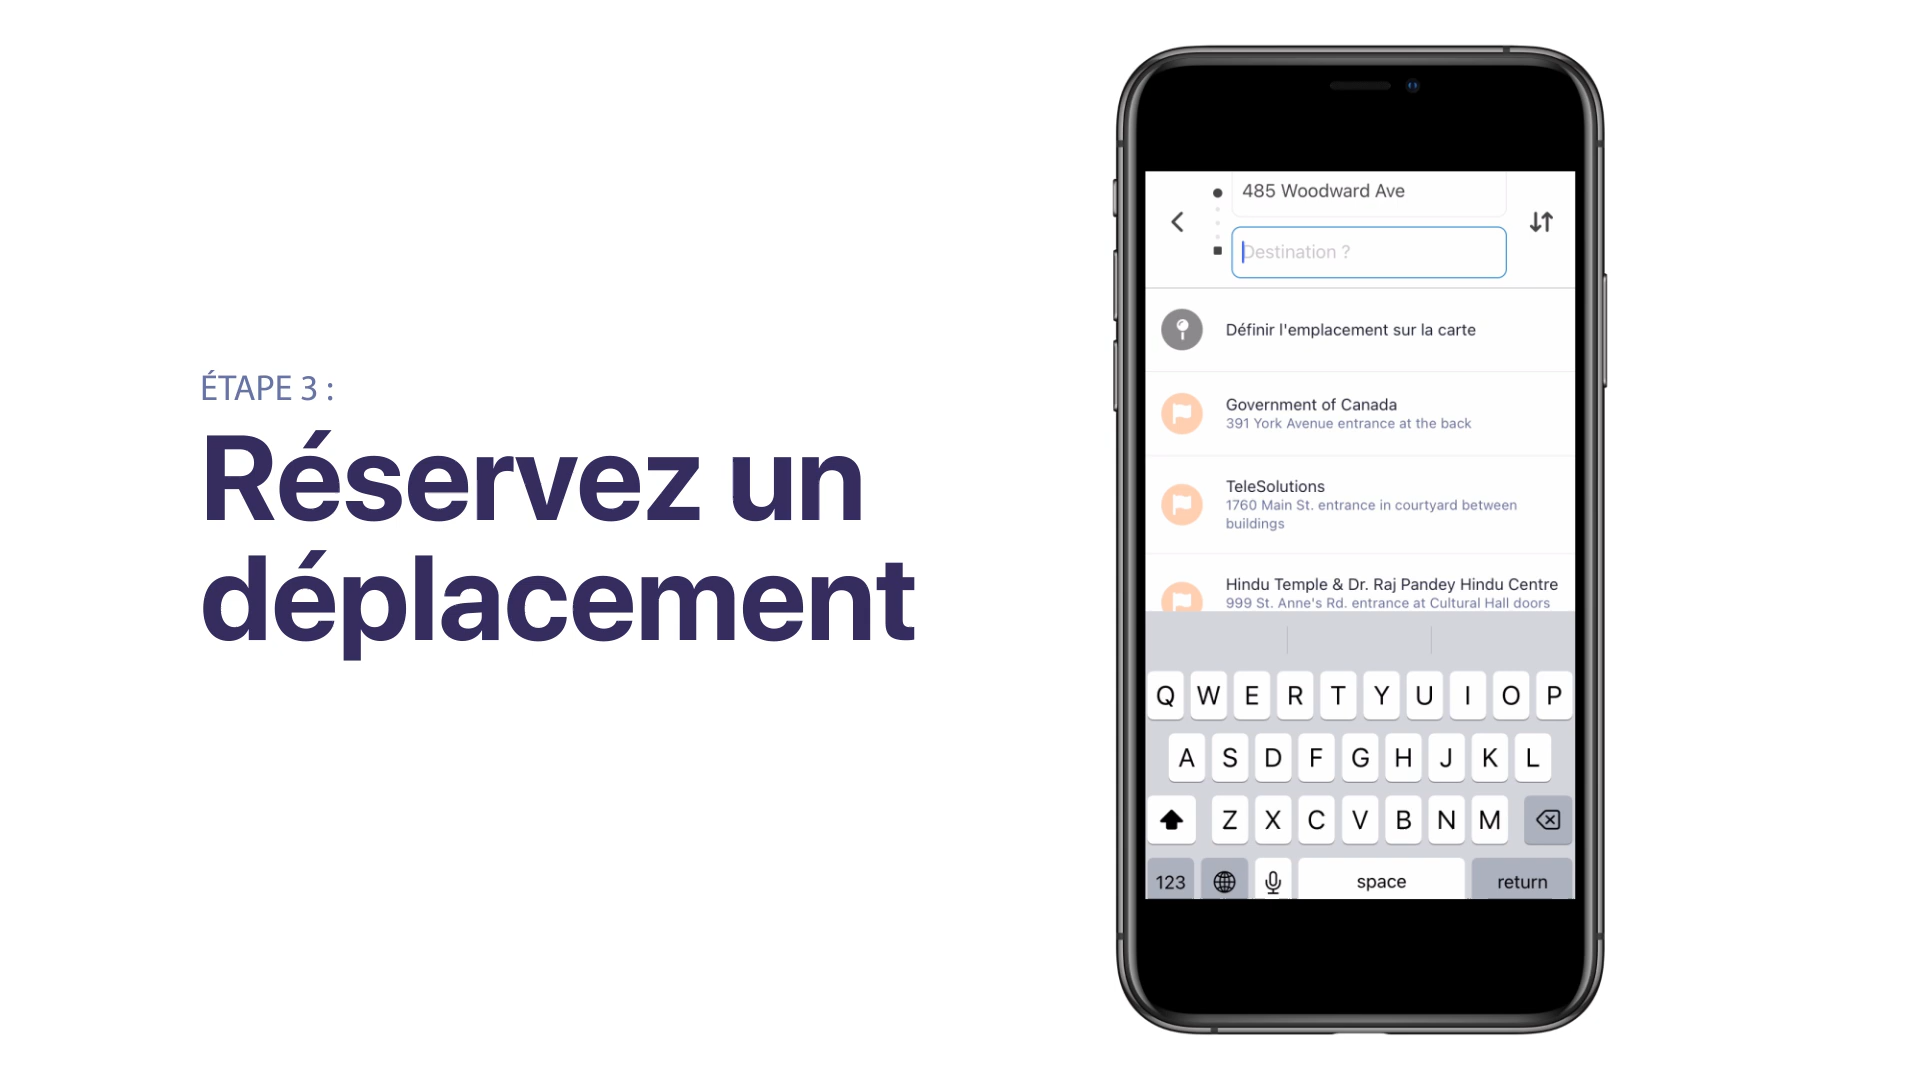 ÉTAPE 3 :
Réservez un
déplacement
485 Woodward Ave
Destination ?
Définir l'emplacement sur la carte
Government of Canada
391 York Avenue entrance at the back
TeleSolutions
1760 Main St. entrance in courtyard between
buildings
Hindu Temple & Dr. Raj Pandey Hindu Centre
999 St. Anne's Rd. entrance at Cultural Hall doors
Q W E R T Y U I O P
A S D F G H J K L
Z X C V B N M
123 space return